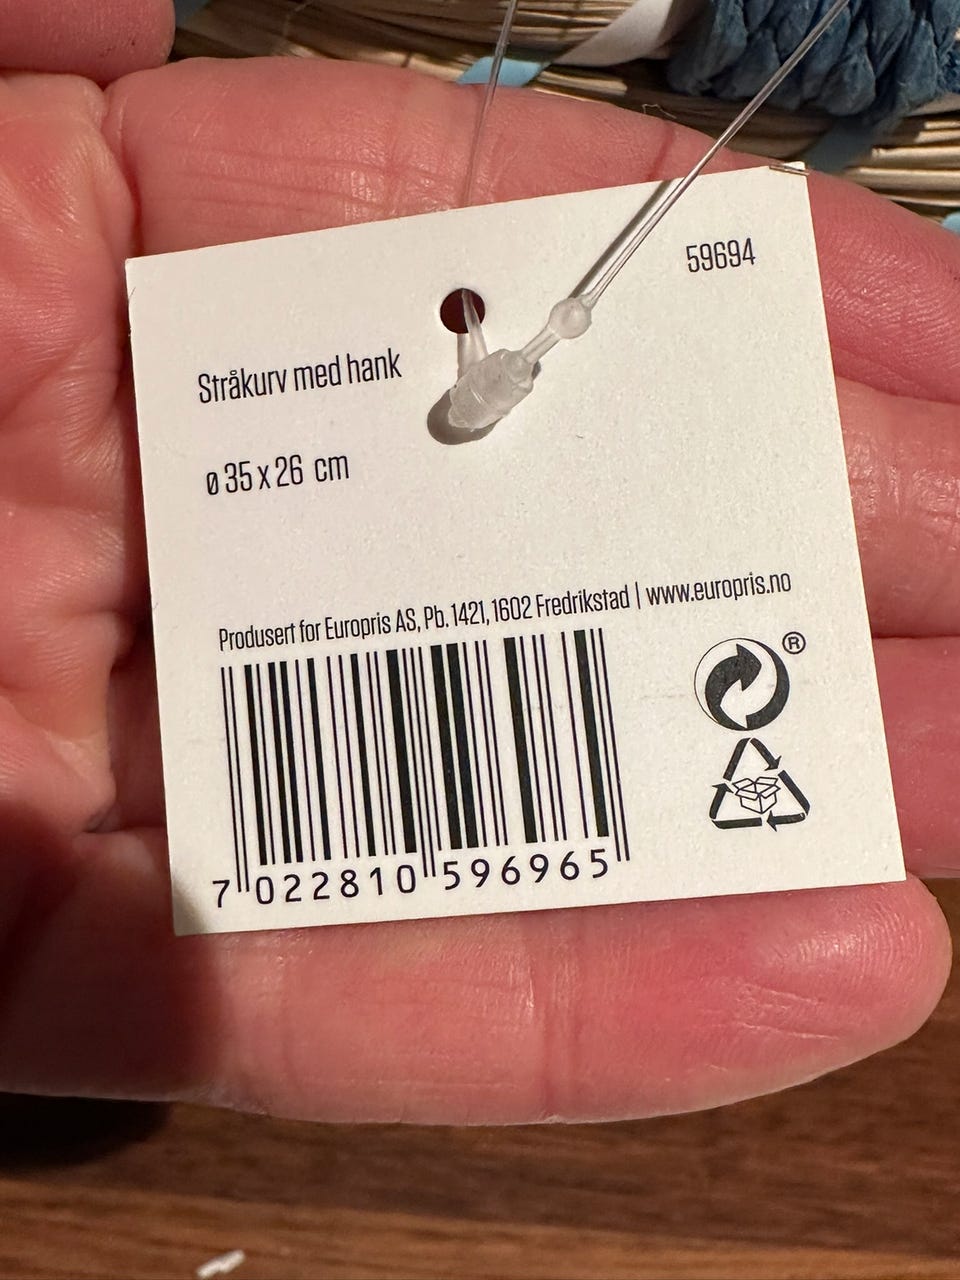 59694
Stråkurv med hank
ø 35 x 26 cm
Produsert for Europris AS, Pb. 1421, 1602 Fredrikstad | www.europris.no
®
7 022810 596965